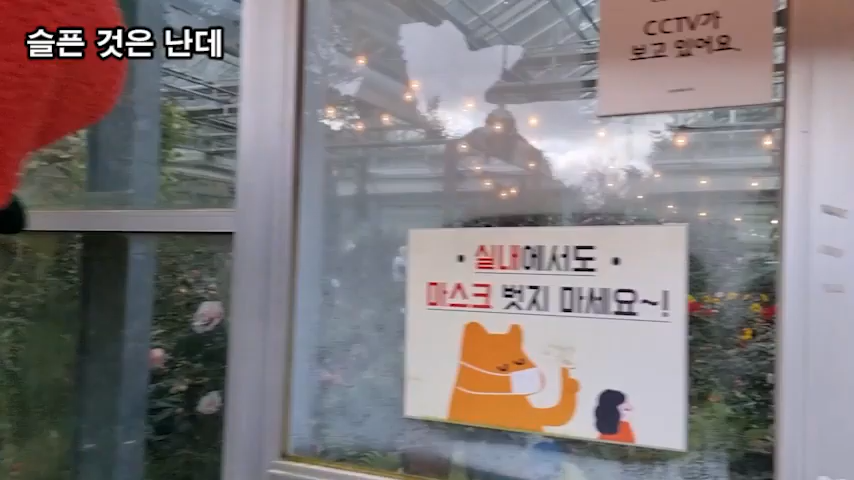 슬픈 것은 난데
CCTV가
보고 있어요.
• 실내에서도 •
마스크 벗지 마세요~!